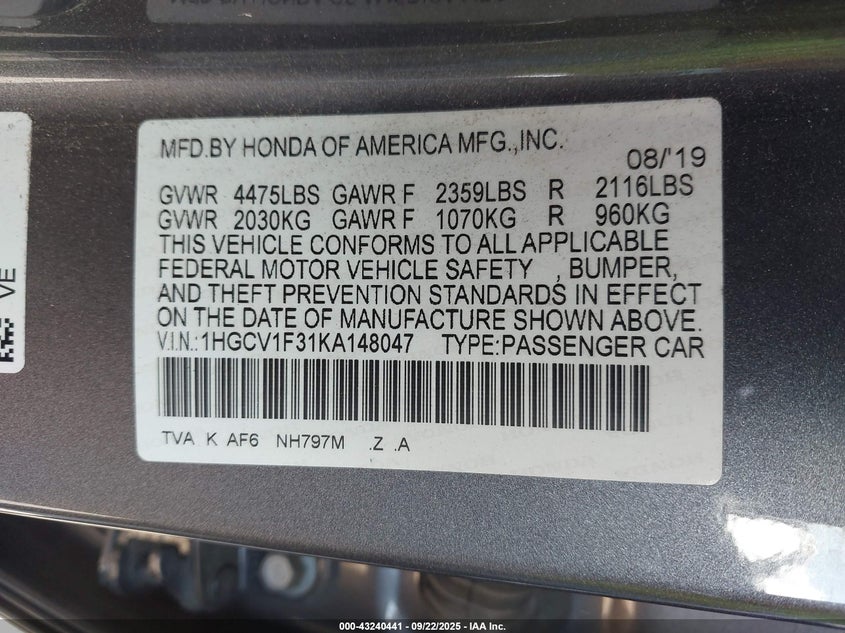 MFD.BY HONDA OF AMERICA MFG.,INC.
08/'19
GVWR 4475LBS GAWR F 2359LBS R 2116LBS
GVWR 2030KG GAWR F 1070KG R 960KG
THIS VEHICLE CONFORMS TO ALL APPLICABLE
FEDERAL MOTOR VEHICLE SAFETY , BUMPER,
AND THEFT PREVENTION STANDARDS IN EFFECT
ON THE DATE OF MANUFACTURE SHOWN ABOVE.
V.I.N.:1HGCV1F31KA148047 TYPE:PASSENGER CAR
TVA K AF6 NH797M .Z .A
VE
000-43240441 - 09/22/2025 - IAA Inc.